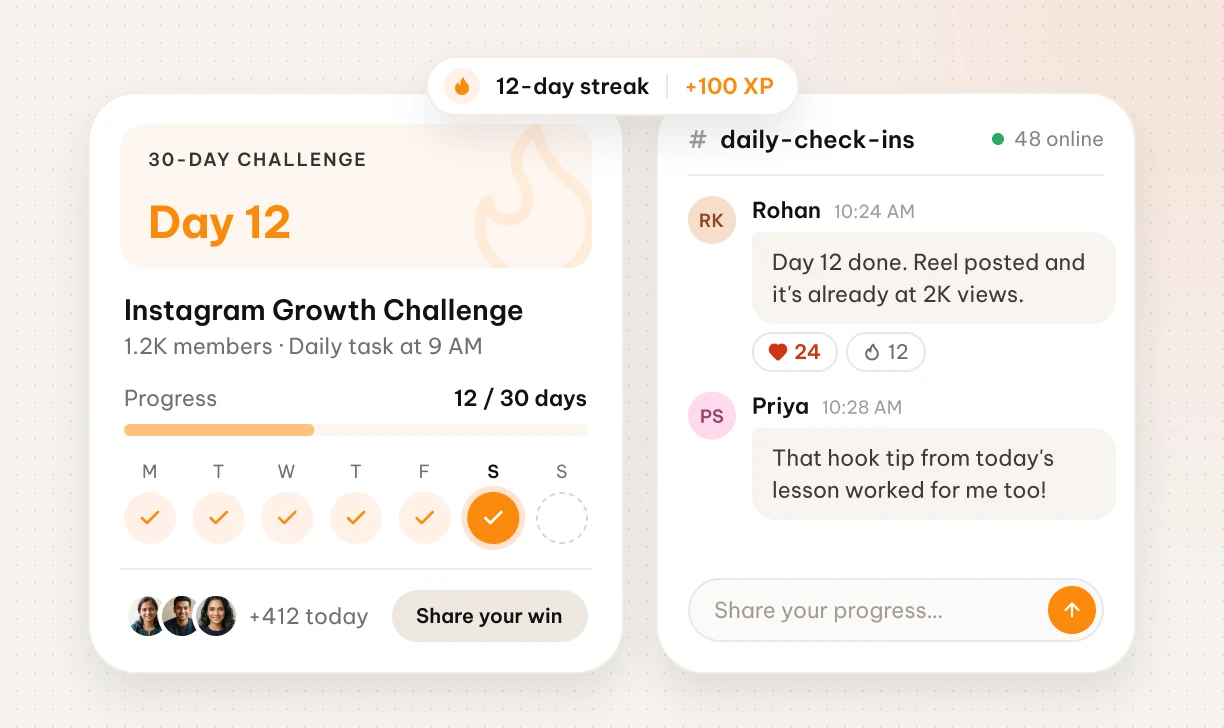 12-day streak
+100 XP
30-DAY CHALLENGE
Day 12
Instagram Growth Challenge
1.2K members · Daily task at 9 AM
Progress
12 / 30 days
M T W T F S S
+412 today
Share your win
# daily-check-ins
48 online
RK
Rohan 10:24 AM
Day 12 done. Reel posted and
it's already at 2K views.
24
12
PS
Priya 10:28 AM
That hook tip from today's
lesson worked for me too!
Share your progress...